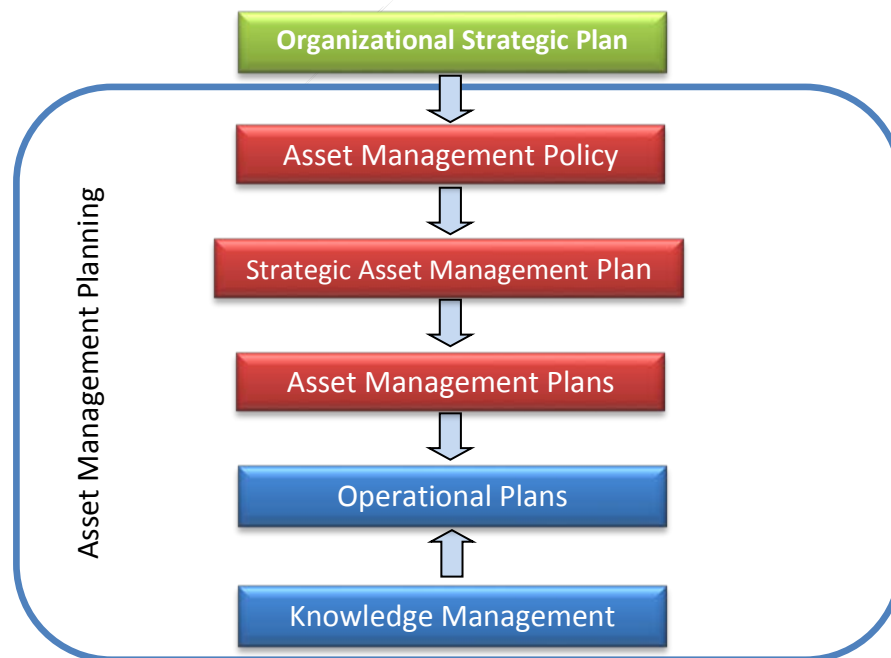 Organizational Strategic Plan
Asset Management Policy
Strategic Asset Management Plan
Asset Management Plans
Operational Plans
Knowledge Management
Asset Management Planning